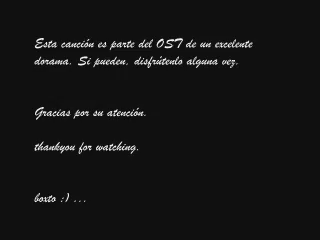 Esta canción es parte del OST de un excelente
dorama. Si pueden, disfrútenlo alguna vez.
Gracias por su atención.
thankyou for watching.
boxto :) ...